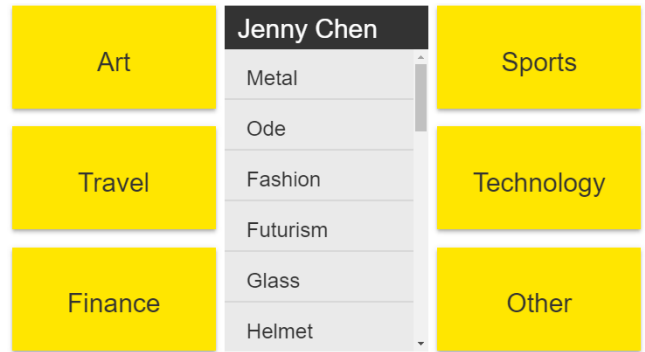 Art
Travel
Finance
Jenny Chen
Metal
Ode
Fashion
Futurism
Glass
Helmet
Sports
Technology
Other